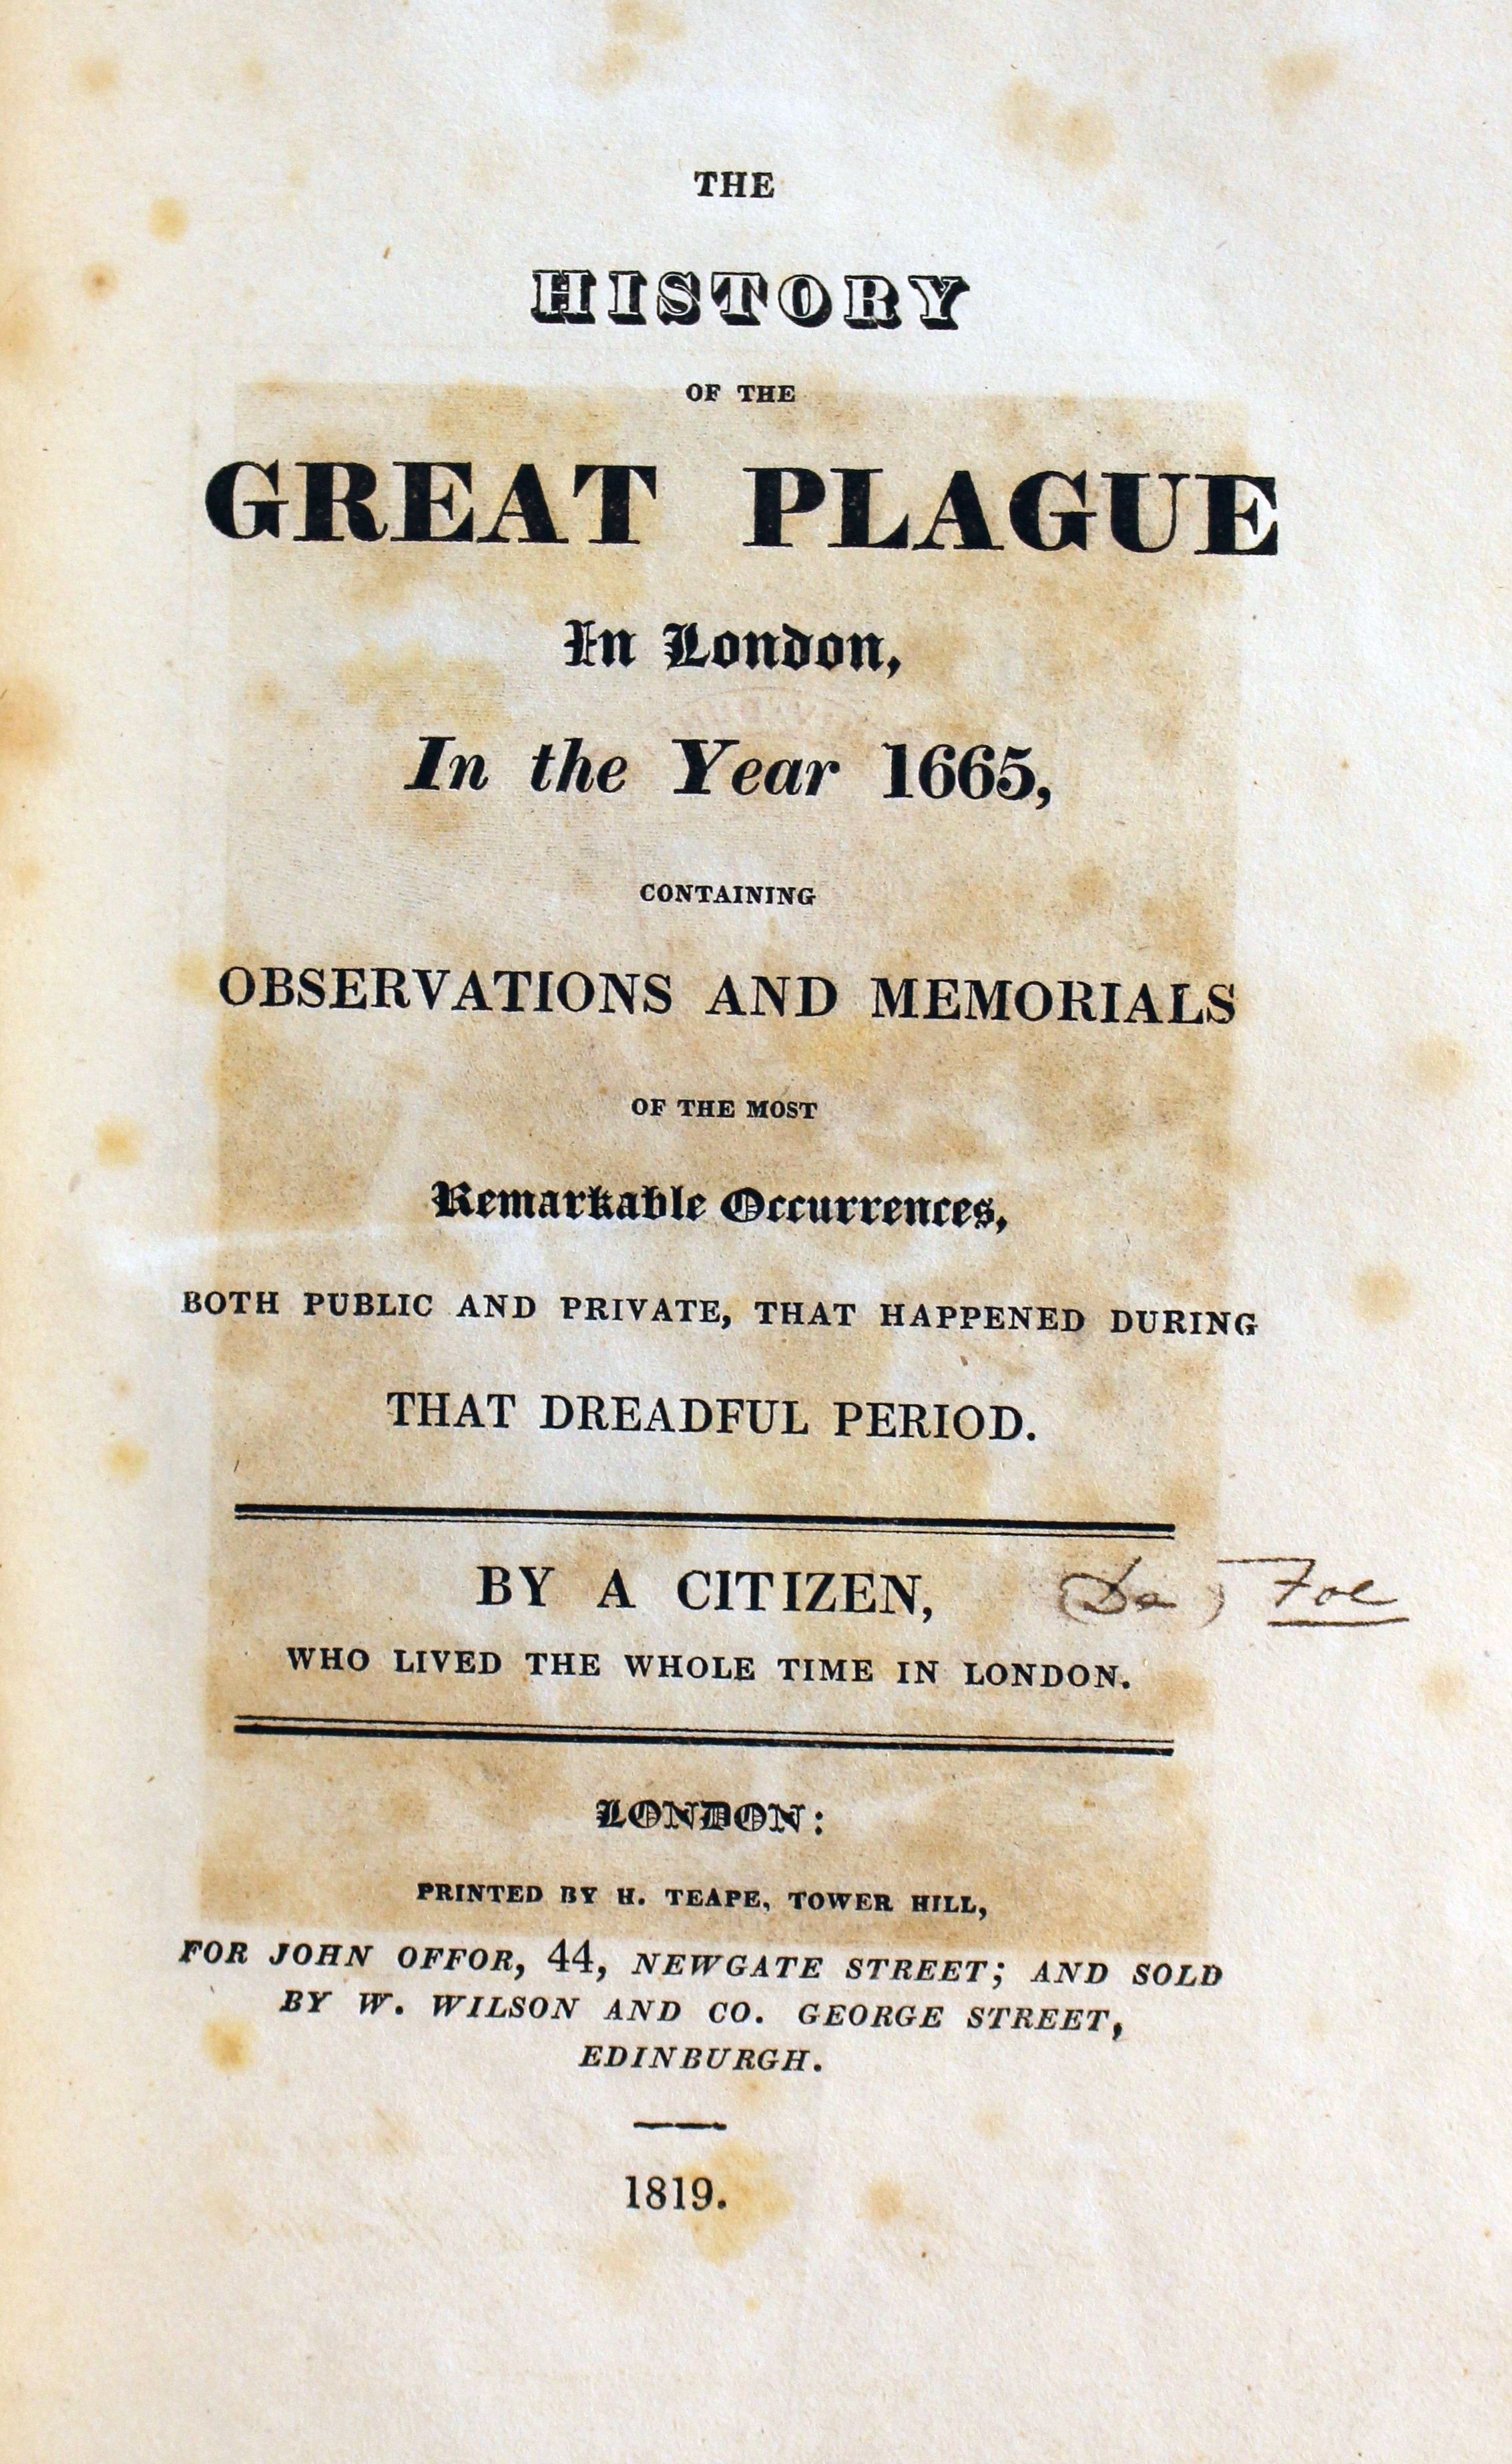 THE
HISTORY
OF THE
GREAT PLAGUE
In London,
In the Year 1665,
CONTAINING
OBSERVATIONS AND MEMORIALS
OF THE MOST
Remarkable Occurrences,
BOTH PUBLIC AND PRIVATE, THAT HAPPENED DURING
THAT DREADFUL PERIOD.
BY A CITIZEN, (De) Foe
WHO LIVED THE WHOLE TIME IN LONDON.
LONDON:
PRINTED BY H. TEAPE, TOWER HILL,
FOR JOHN OFFOR, 44, NEWGATE STREET; AND SOLD
BY W. WILSON AND CO. GEORGE STREET,
EDINBURGH.
1819.